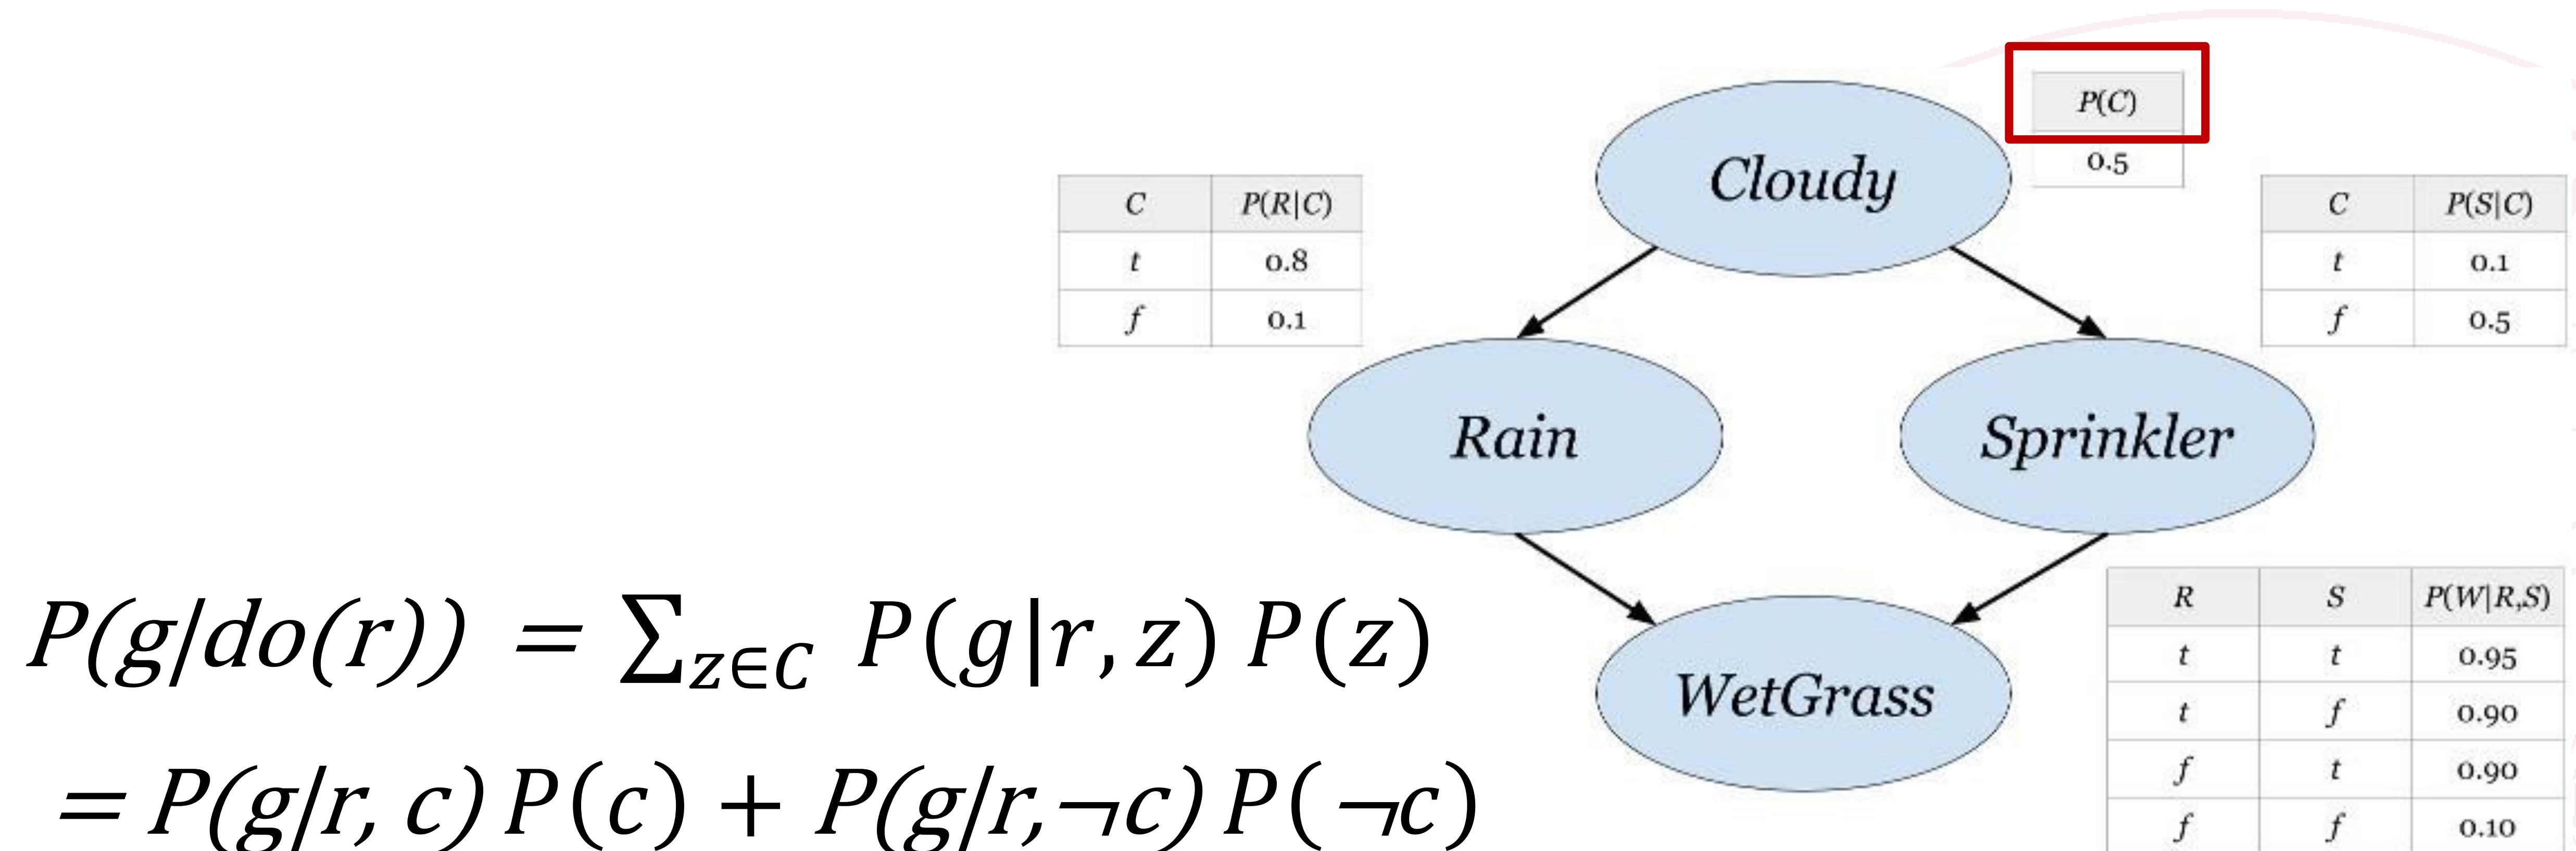 P(C)
0.5
Cloudy
C P(R|C)
t 0.8
f 0.1
C P(S|C)
t 0.1
f 0.5
Rain
Sprinkler
WetGrass
R S P(W|R,S)
t t 0.95
t f 0.90
f t 0.90
f f 0.10
P(g/do(r)) = ∑z∈C P(g|r, z) P(z)
= P(g/r, c) P(c) + P(g/r,¬c) P(¬c)